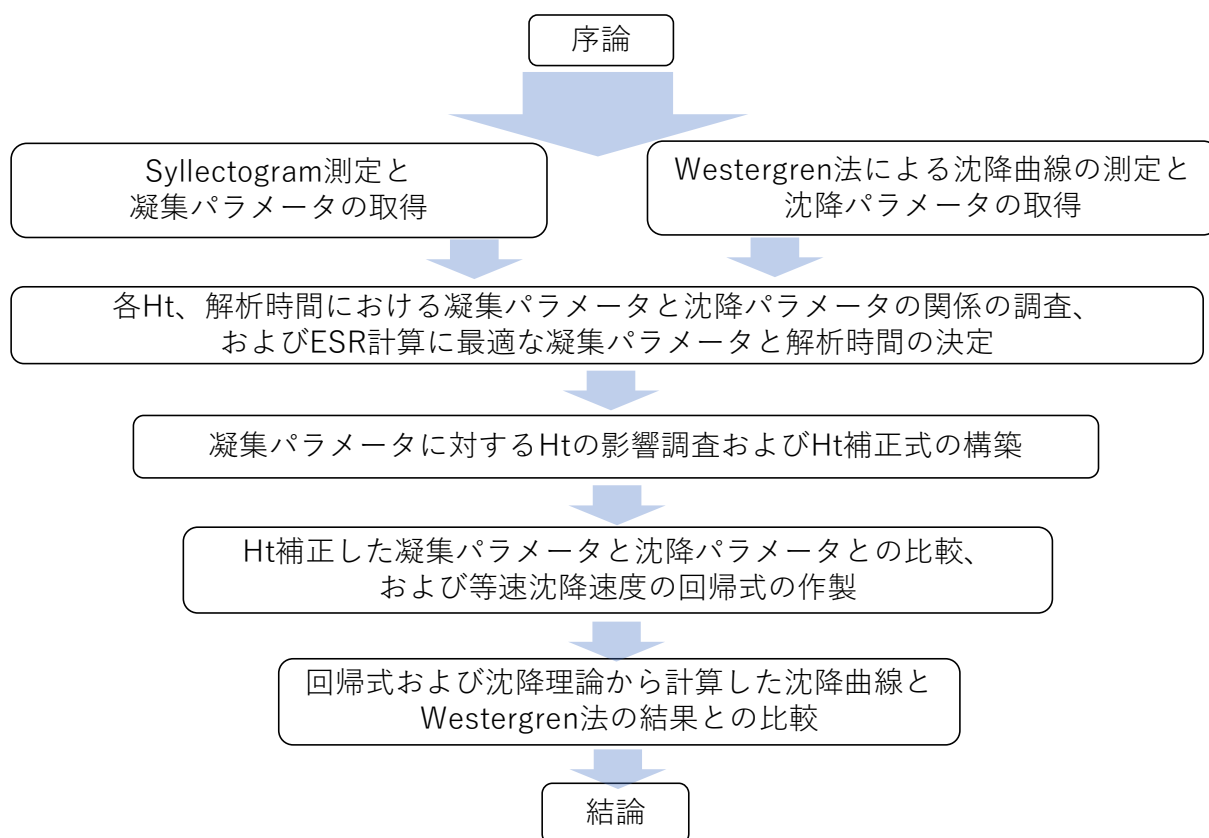 序論
Syllectogram測定と
凝集パラメータの取得
Westergren法による沈降曲線の測定と
沈降パラメータの取得
各Ht、解析時間における凝集パラメータと沈降パラメータの関係の調査、
およびESR計算に最適な凝集パラメータと解析時間の決定
凝集パラメータに対するHtの影響調査およびHt補正式の構築
Ht補正した凝集パラメータと沈降パラメータとの比較、
および等速沈降速度の回帰式の作製
回帰式および沈降理論から計算した沈降曲線と
Westergren法の結果との比較
結論